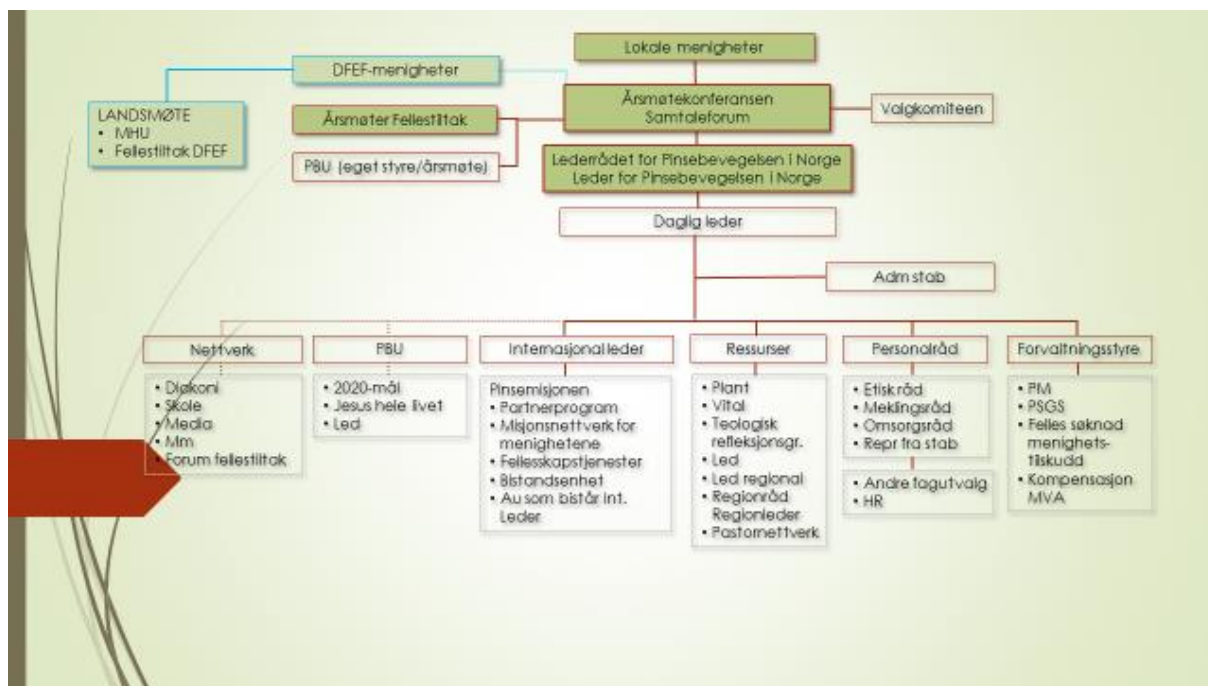 Lokale menigheter
DFEF-menigheter
LANDSMØTE
• MHU
• Fellestiltak DFEF
Årsmøter Fellestiltak
Årsmøtekonferansen
Samtaleforum
Valgkomiteen
PBU (eget styre/årsmøte)
Lederrådet for Pinsebevegelsen i Norge
Leder for Pinsebevegelsen i Norge
Daglig leder
Adm stab
Nettverk
• Diakoni
• Skole
• Media
• Mm
• Forum fellestiltak
PBU
• 2020-mål
• Jesus hele livet
• Led
Internasjonal leder
Pinsemisjonen
• Partnerprogram
• Misjonsnettverk for
menighetene
• Fellesskapstjenester
• Bistandsenhet
• Au som bistår int.
Leder
Ressurser
• Plant
• Vital
• Teologisk
refleksjonsgr.
• Led
• Led regional
• Regionråd
Regionleder
• Pastornettverk
Personalråd
• Etisk råd
• Meklingsråd
• Omsorgsråd
• Repr fra stab
• Andre fagutvalg
• HR
Forvaltningsstyre
• PM
• PSGS
• Felles søknad
menighets-
tilskudd
• Kompensasjon
MVA